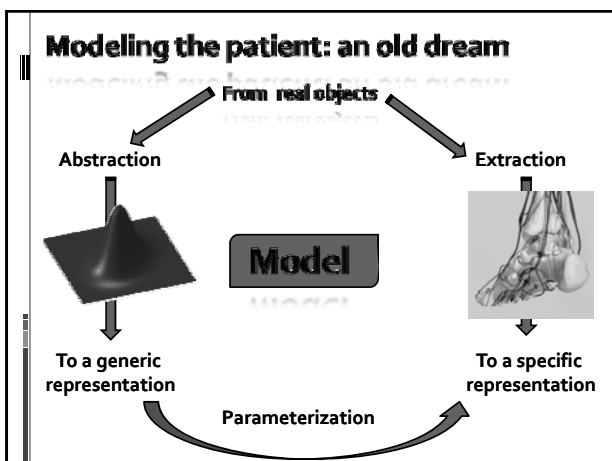 Modeling the patient: an old dream
From real objects
Abstraction
Extraction
Model
To a generic
representation
To a specific
representation
Parameterization